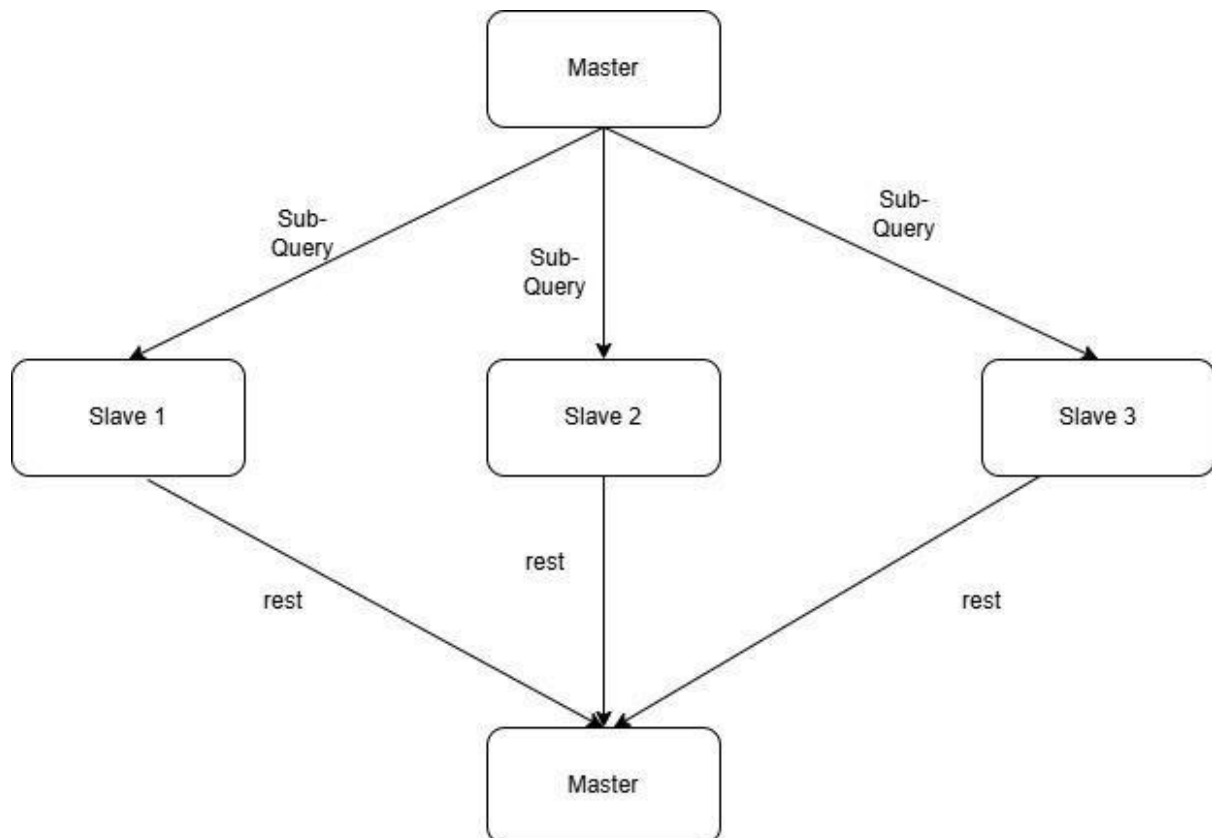 Master
Sub-
Query
Sub-
Query
Sub-
Query
Slave 1
Slave 2
Slave 3
rest
rest
rest
Master